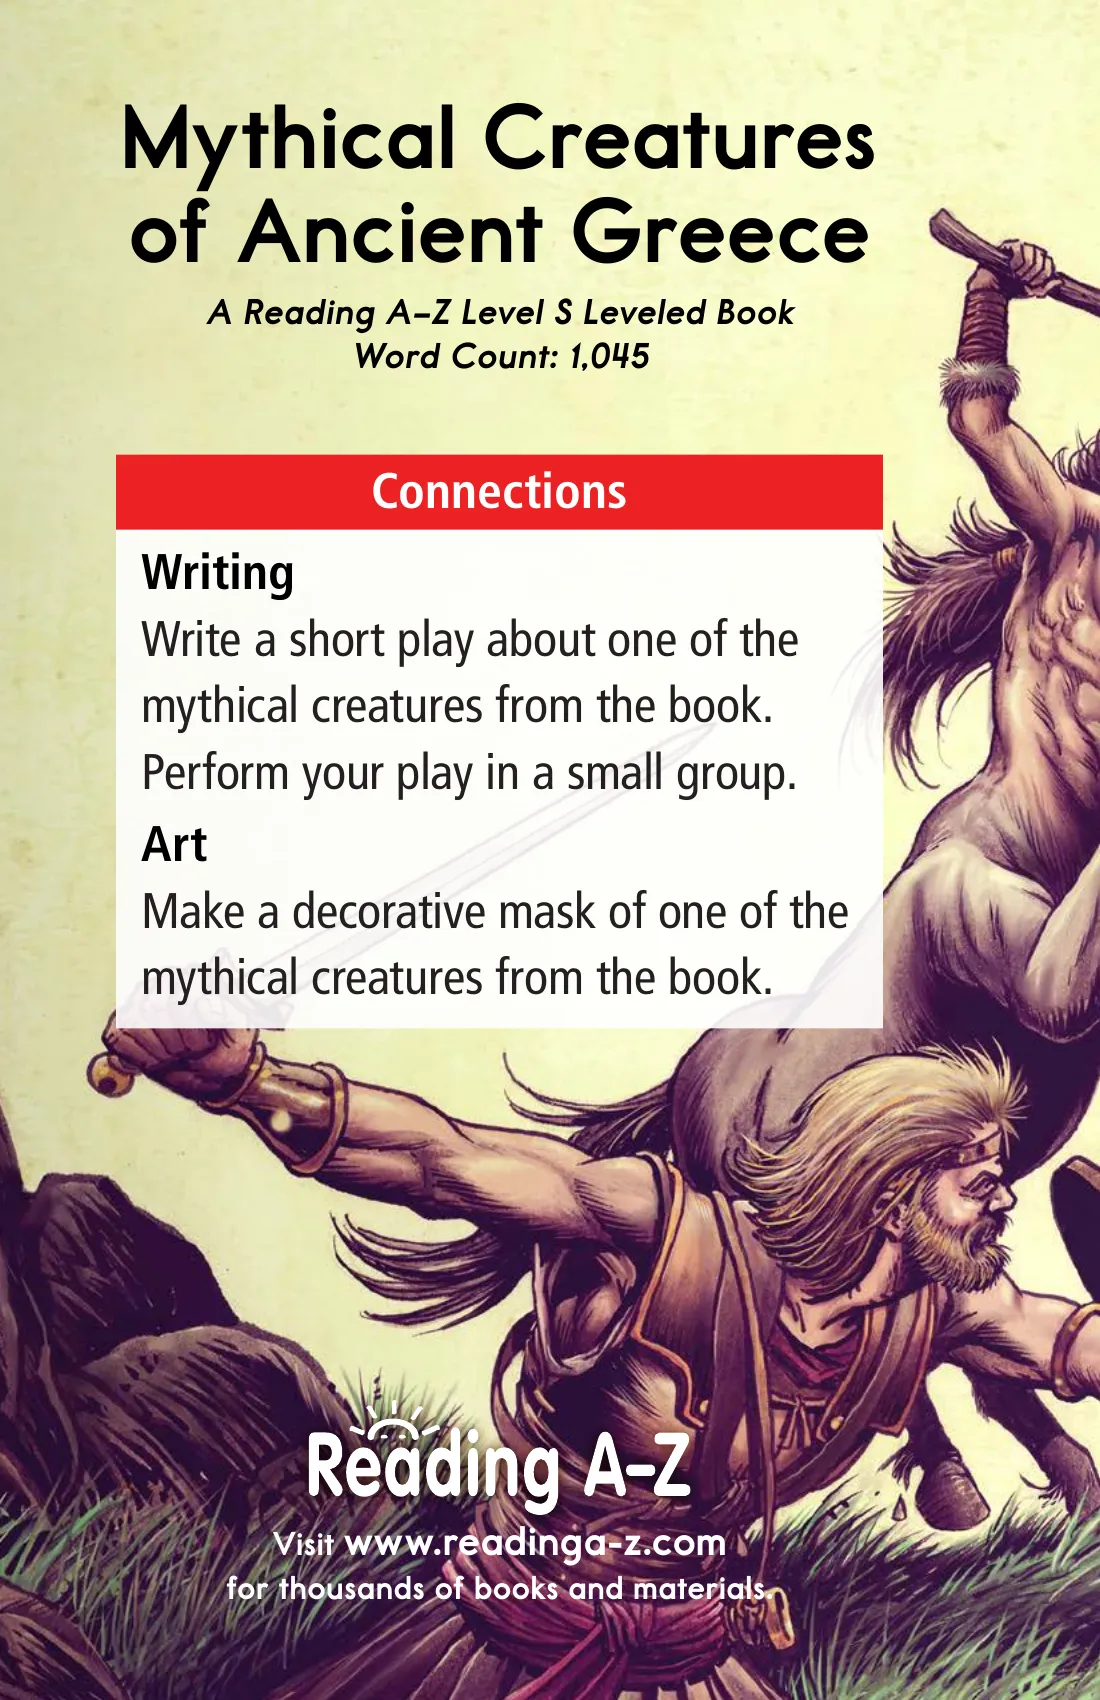 Mythical Creatures
of Ancient Greece
A Reading A–Z Level S Leveled Book
Word Count: 1,045
Connections
Writing
Write a short play about one of the
mythical creatures from the book.
Perform your play in a small group.
Art
Make a decorative mask of one of the
mythical creatures from the book.
Reading A–Z
Visit www.readinga-z.com
for thousands of books and materials.